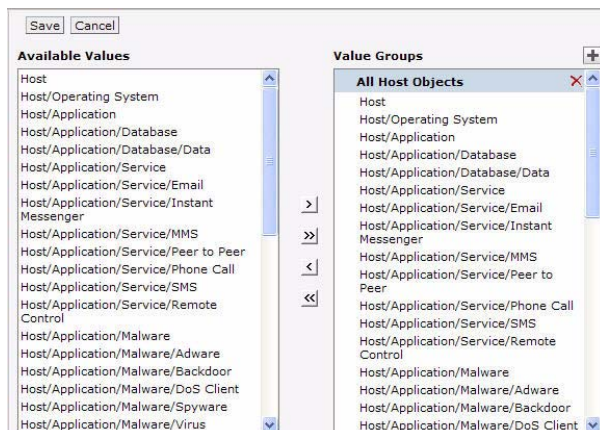 Save Cancel
Available Values
Host
Host/Operating System
Host/Application
Host/Application/Database
Host/Application/Database/Data
Host/Application/Service
Host/Application/Service/Email
Host/Application/Service/Instant
Messenger
Host/Application/Service/MMS
Host/Application/Service/Peer to Peer
Host/Application/Service/Phone Call
Host/Application/Service/SMS
Host/Application/Service/Remote
Control
Host/Application/Malware
Host/Application/Malware/Adware
Host/Application/Malware/Backdoor
Host/Application/Malware/DoS Client
Host/Application/Malware/Spyware
Host/Application/Malware/Virus
>
>>
<
<<
Value Groups +
All Host Objects
Host
Host/Operating System
Host/Application
Host/Application/Database
Host/Application/Database/Data
Host/Application/Service
Host/Application/Service/Email
Host/Application/Service/Instant
Messenger
Host/Application/Service/MMS
Host/Application/Service/Peer to
Peer
Host/Application/Service/Phone Call
Host/Application/Service/SMS
Host/Application/Service/Remote
Control
Host/Application/Malware
Host/Application/Malware/Adware
Host/Application/Malware/Backdoor
Host/Application/Malware/DoS Client